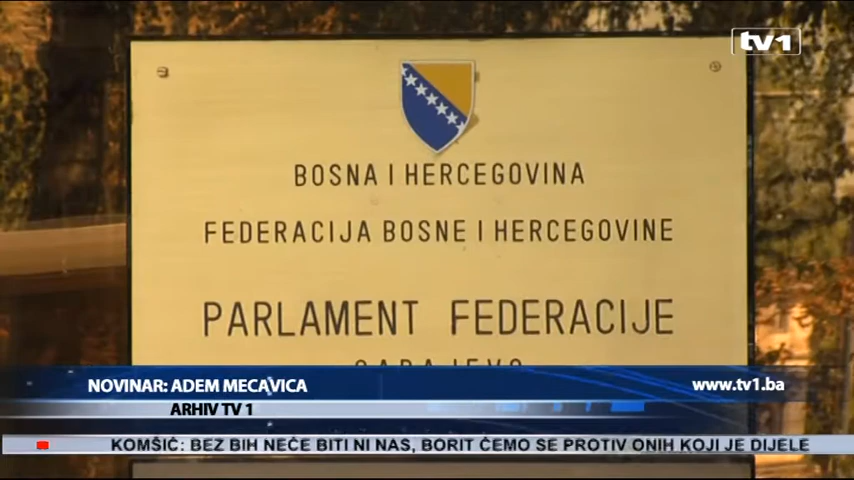 tv1
BOSNA I HERCEGOVINA
FEDERACIJA BOSNE I HERCEGOVINE
PARLAMENT FEDERACIJE
SARAJEVO
NOVINAR: ADEM MECAVICA
www.tv1.ba
ARHIV TV 1
KOMŠIĆ: BEZ BIH NEĆE BITI NI NAS, BORIT ĆEMO SE PROTIV ONIH KOJI JE DIJELE